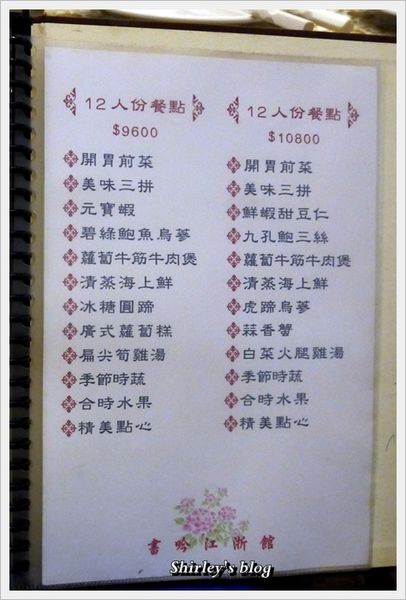 12人份餐點
$9600
開胃前菜
美味三拼
元寶蝦
碧綠鮑魚烏蔘
蘿蔔牛筋牛肉煲
清蒸海上鮮
冰糖圓蹄
廣式蘿蔔糕
扁尖筍雞湯
季節時蔬
合時水果
精美點心
12人份餐點
$10800
開胃前菜
美味三拼
鮮蝦甜豆仁
九孔鮑三絲
蘿蔔牛筋牛肉煲
清蒸海上鮮
虎蹄烏蔘
蒜香蟹
白菜火腿雞湯
季節時蔬
合時水果
精美點心
書吟江浙館
Shirley's blog